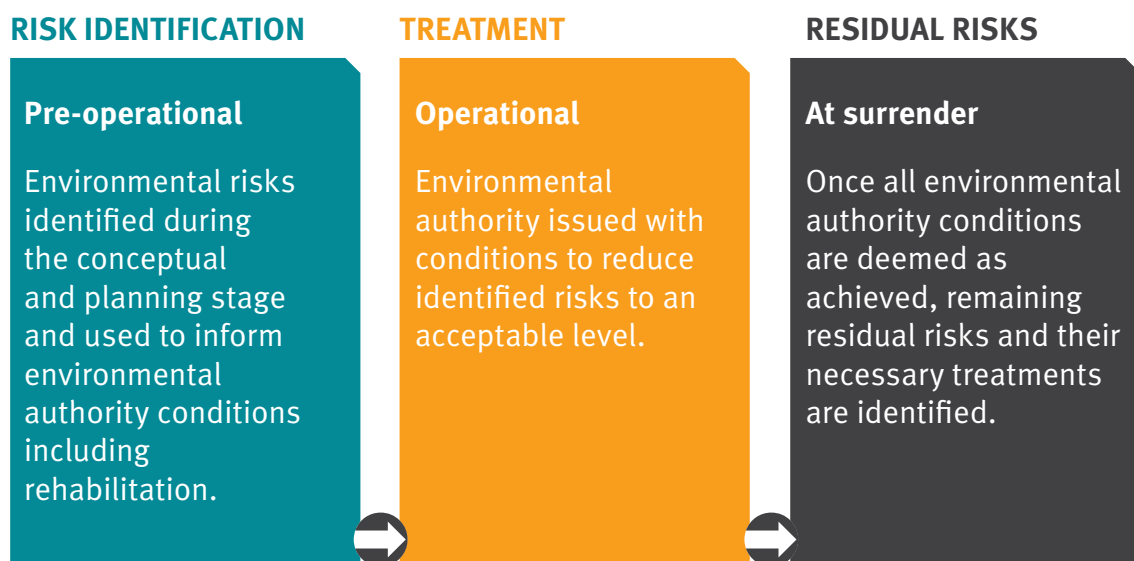 RISK IDENTIFICATION
Pre-operational
Environmental risks
identified during
the conceptual
and planning stage
and used to inform
environmental
authority conditions
including
rehabilitation.
TREATMENT
Operational
Environmental
authority issued with
conditions to reduce
identified risks to an
acceptable level.
RESIDUAL RISKS
At surrender
Once all environmental
authority conditions
are deemed as
achieved, remaining
residual risks and their
necessary treatments
are identified.